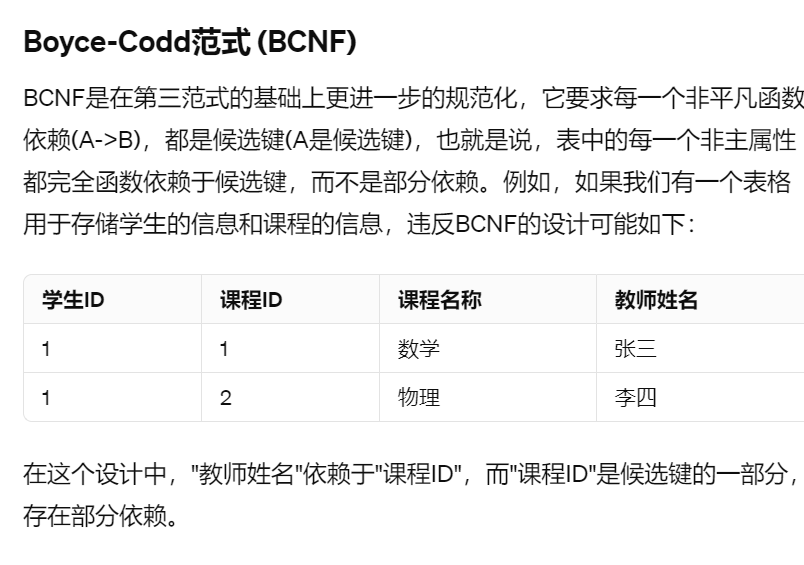 Boyce-Codd范式 (BCNF)
BCNF是在第三范式的基础上更进一步的规范化，它要求每一个非平凡函数
依赖(A->B)，都是候选键(A是候选键)，也就是说，表中的每一个非主属性
都完全函数依赖于候选键，而不是部分依赖。例如，如果我们有一个表格
用于存储学生的信息和课程的信息，违反BCNF的设计可能如下：
学生ID 课程ID 课程名称 教师姓名
1 1 数学 张三
1 2 物理 李四
在这个设计中，"教师姓名"依赖于"课程ID"，而"课程ID"是候选键的一部分，
存在部分依赖。